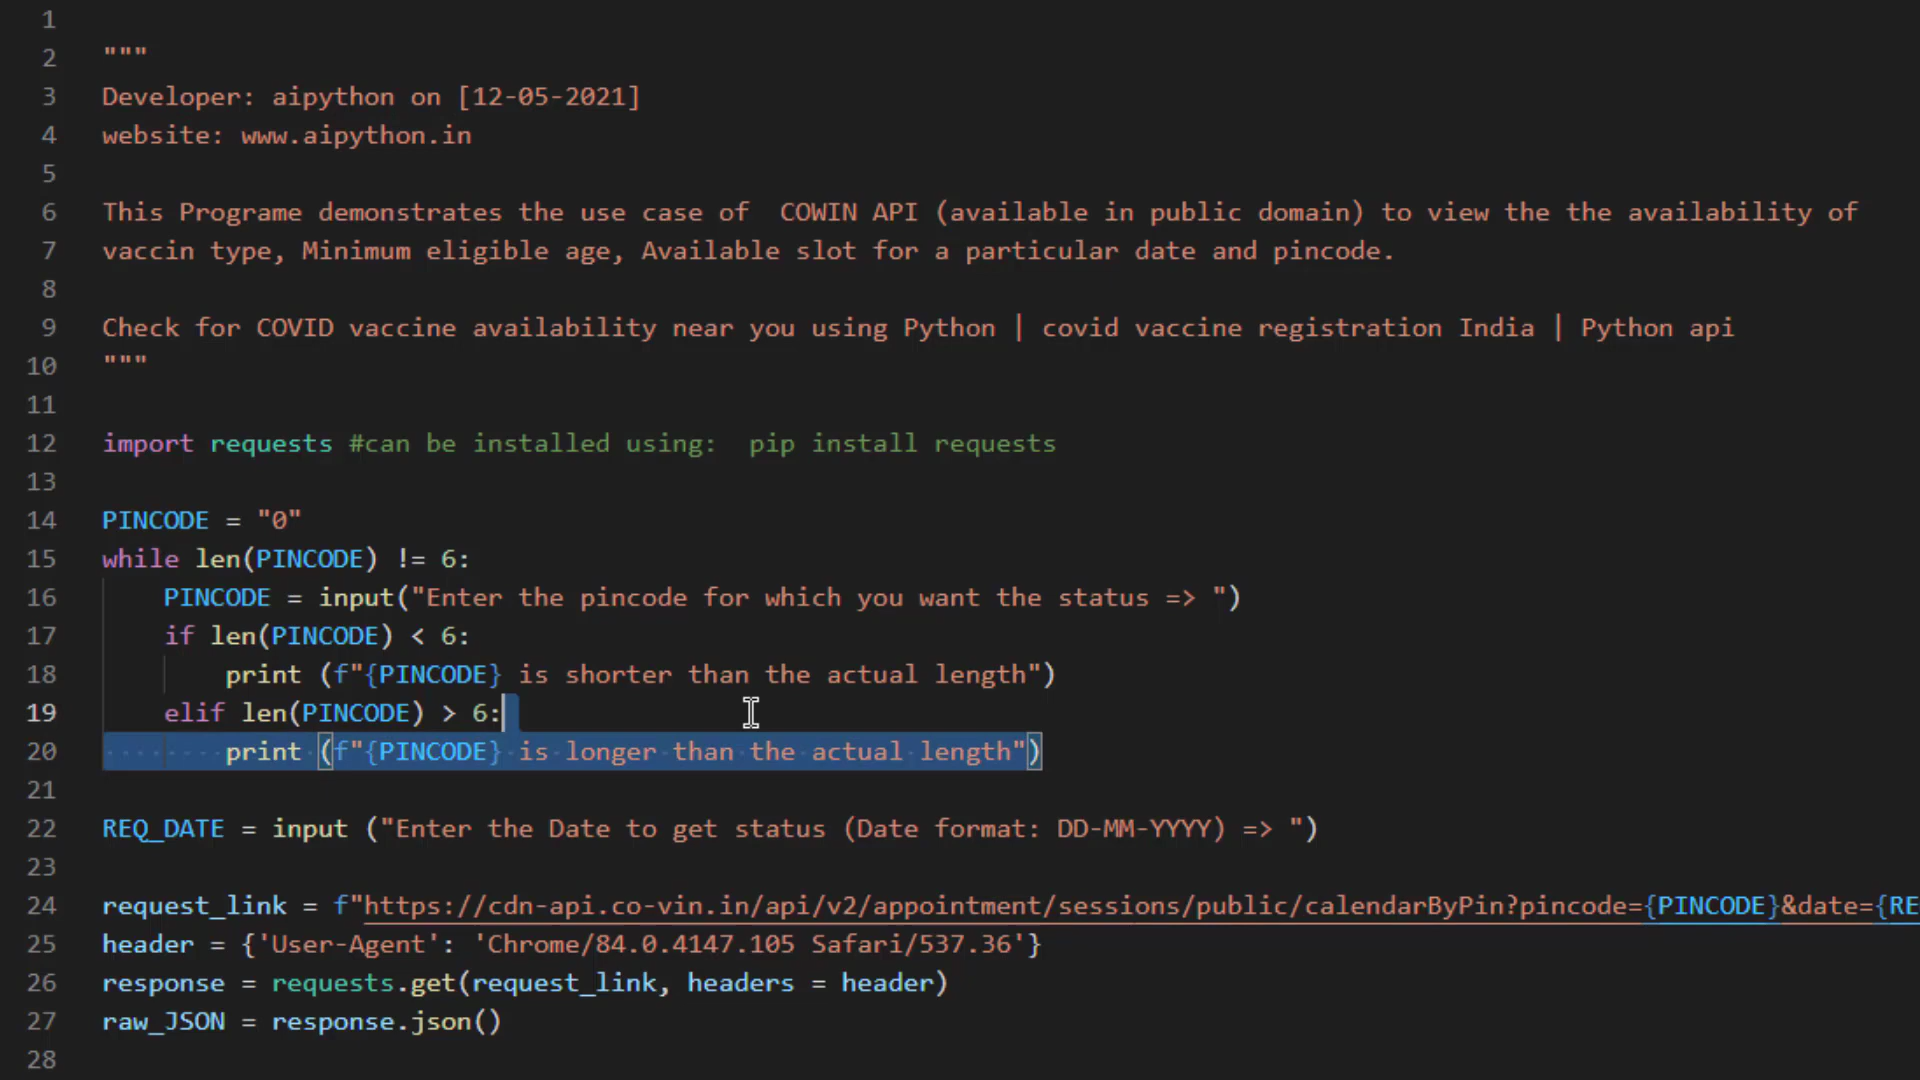 1
2 """
3 Developer: aipython on [12-05-2021]
4 website: www.aipython.in
5
6 This Programe demonstrates the use case of  COWIN API (available in public domain) to view the the availability of
7 vaccin type, Minimum eligible age, Available slot for a particular date and pincode.
8
9 Check for COVID vaccine availability near you using Python | covid vaccine registration India | Python api
10 """
11
12 import requests #can be installed using:  pip install requests
13
14 PINCODE = "0"
15 while len(PINCODE) != 6:
16     PINCODE = input("Enter the pincode for which you want the status => ")
17     if len(PINCODE) < 6:
18         print (f"{PINCODE} is shorter than the actual length")
19     elif len(PINCODE) > 6:
20         print (f"{PINCODE} is longer than the actual length")
21
22 REQ_DATE = input ("Enter the Date to get status (Date format: DD-MM-YYYY) => ")
23
24 request_link = f"https://cdn-api.co-vin.in/api/v2/appointment/sessions/public/calendarByPin?pincode={PINCODE}&date={RE
25 header = {'User-Agent': 'Chrome/84.0.4147.105 Safari/537.36'}
26 response = requests.get(request_link, headers = header)
27 raw_JSON = response.json()
28